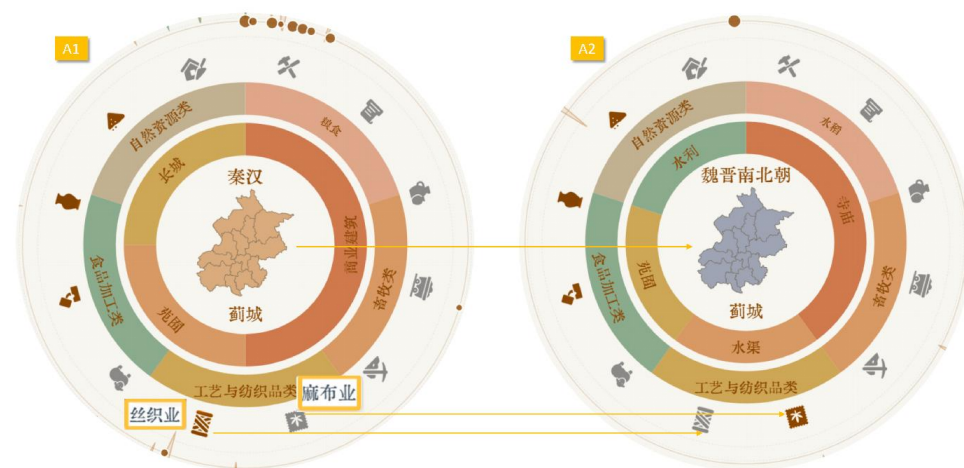 A1
自然资源类
粮食
长城
秦汉
商业建筑
食品加工类
苑囿
蓟城
畜牧类
工艺与纺织品类
丝织业
麻布业
A2
自然资源类
水稻
水利
魏晋南北朝
寺庙
食品加工类
苑囿
蓟城
畜牧类
水渠
工艺与纺织品类